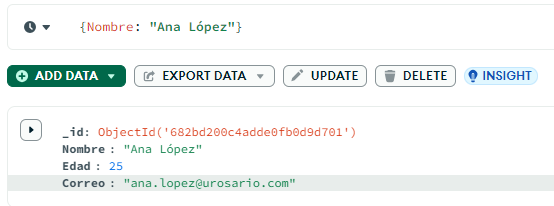 {Nombre: "Ana López"}
ADD DATA EXPORT DATA UPDATE DELETE INSIGHT
_id: ObjectId('682bd200c4adde0fb0d9d701')
Nombre : "Ana López"
Edad : 25
Correo : "ana.lopez@urosario.com"